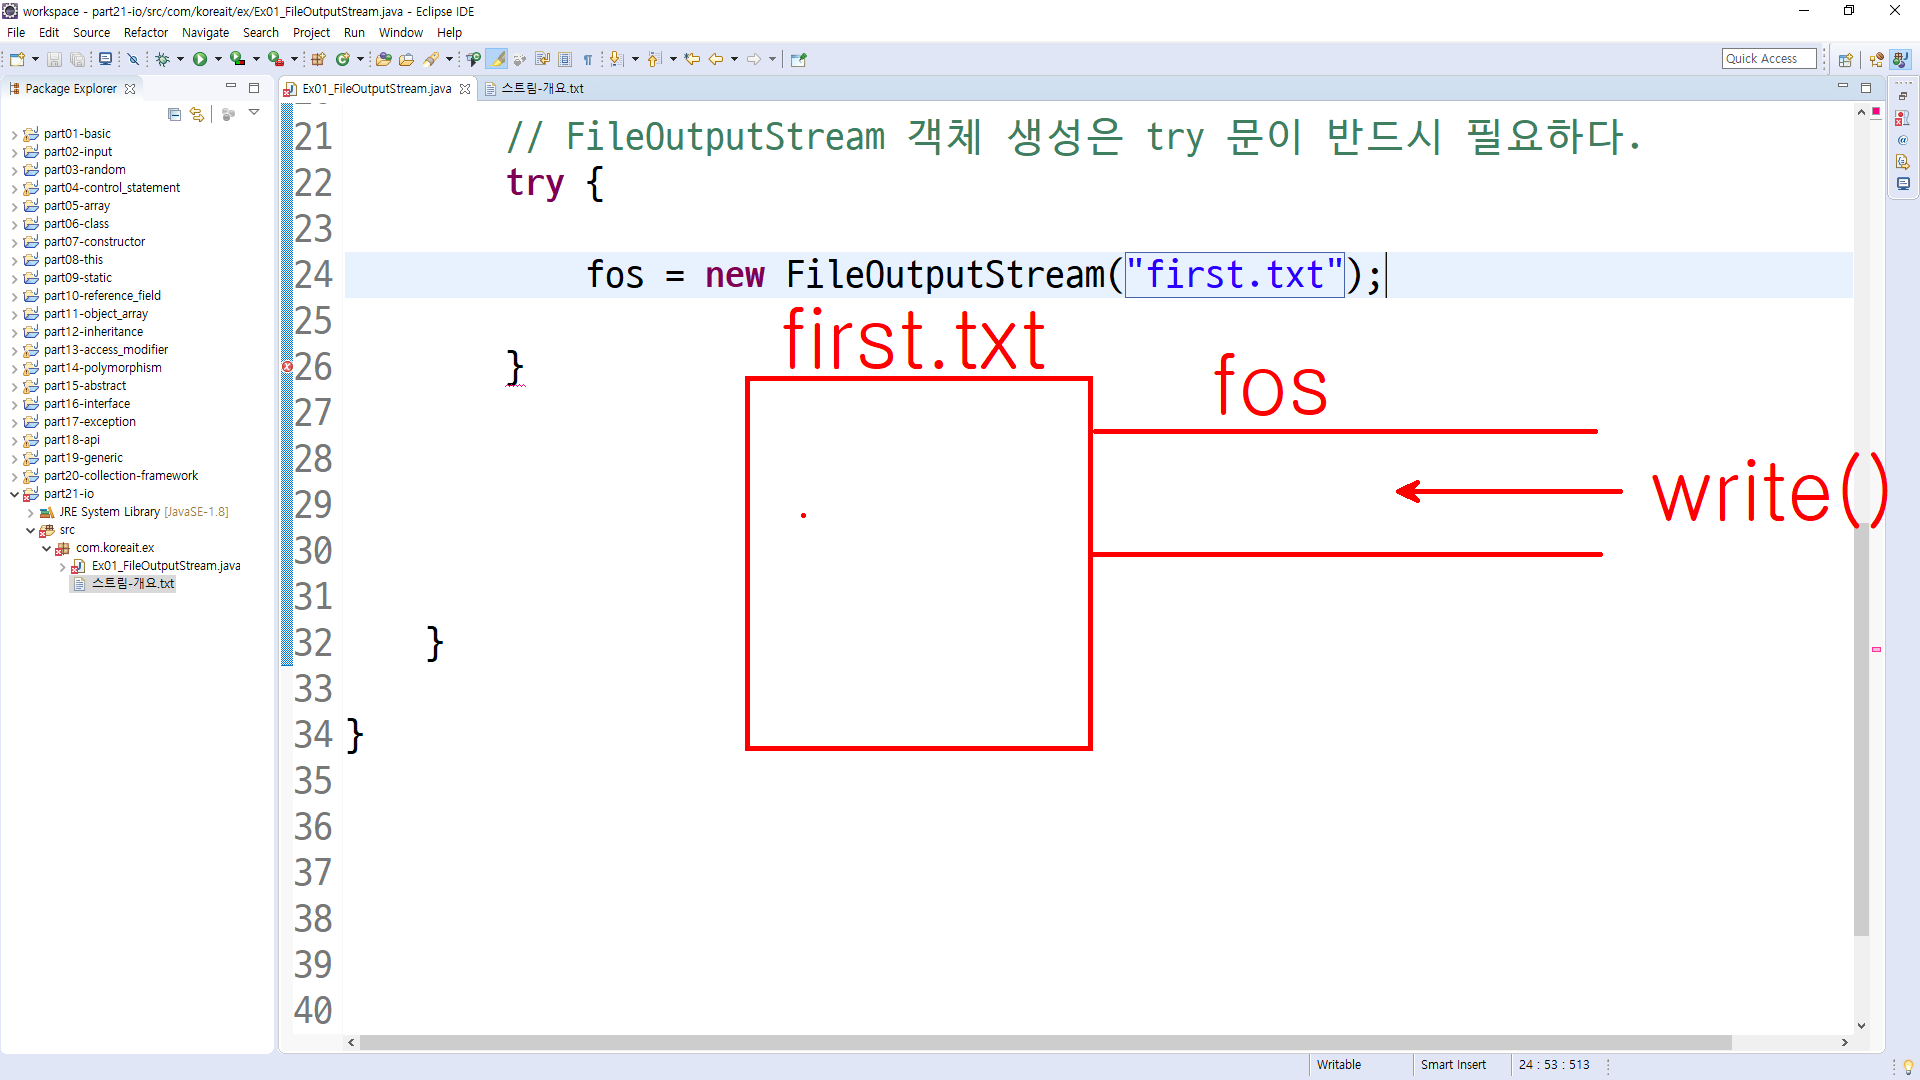 workspace - part21-io/src/com/koreait/ex/Ex01_FileOutputStream.java - Eclipse IDE
File Edit Source Refactor Navigate Search Project Run Window Help
Quick Access
Package Explorer
Ex01_FileOutputStream.java
스트림-개요.txt
part01-basic
part02-input
part03-random
part04-control_statement
part05-array
part06-class
part07-constructor
part08-this
part09-static
part10-reference_field
part11-object_array
part12-inheritance
part13-access_modifier
part14-polymorphism
part15-abstract
part16-interface
part17-exception
part18-api
part19-generic
part20-collection-framework
part21-io
JRE System Library [JavaSE-1.8]
src
com.koreait.ex
Ex01_FileOutputStream.java
스트림-개요.txt
21 // FileOutputStream 객체 생성은 try 문이 반드시 필요하다.
22 try {
23
24 fos = new FileOutputStream("first.txt");
25
26 }
27
28
29
30
31
32 }
33
34 }
35
36
37
38
39
40
first.txt
fos
write()
Writable
Smart Insert
24 : 53 : 513